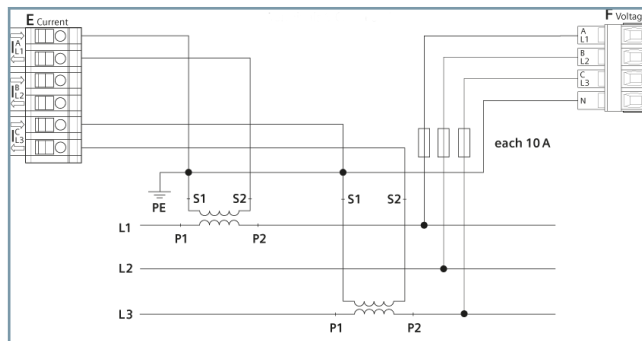 E Current
F Voltag
I A L1
I B L2
I C L3
A L1
B L2
C L3
N
each 10 A
PE
S1 S2
S1 S2
L1
P1 P2
L2
L3
P1 P2